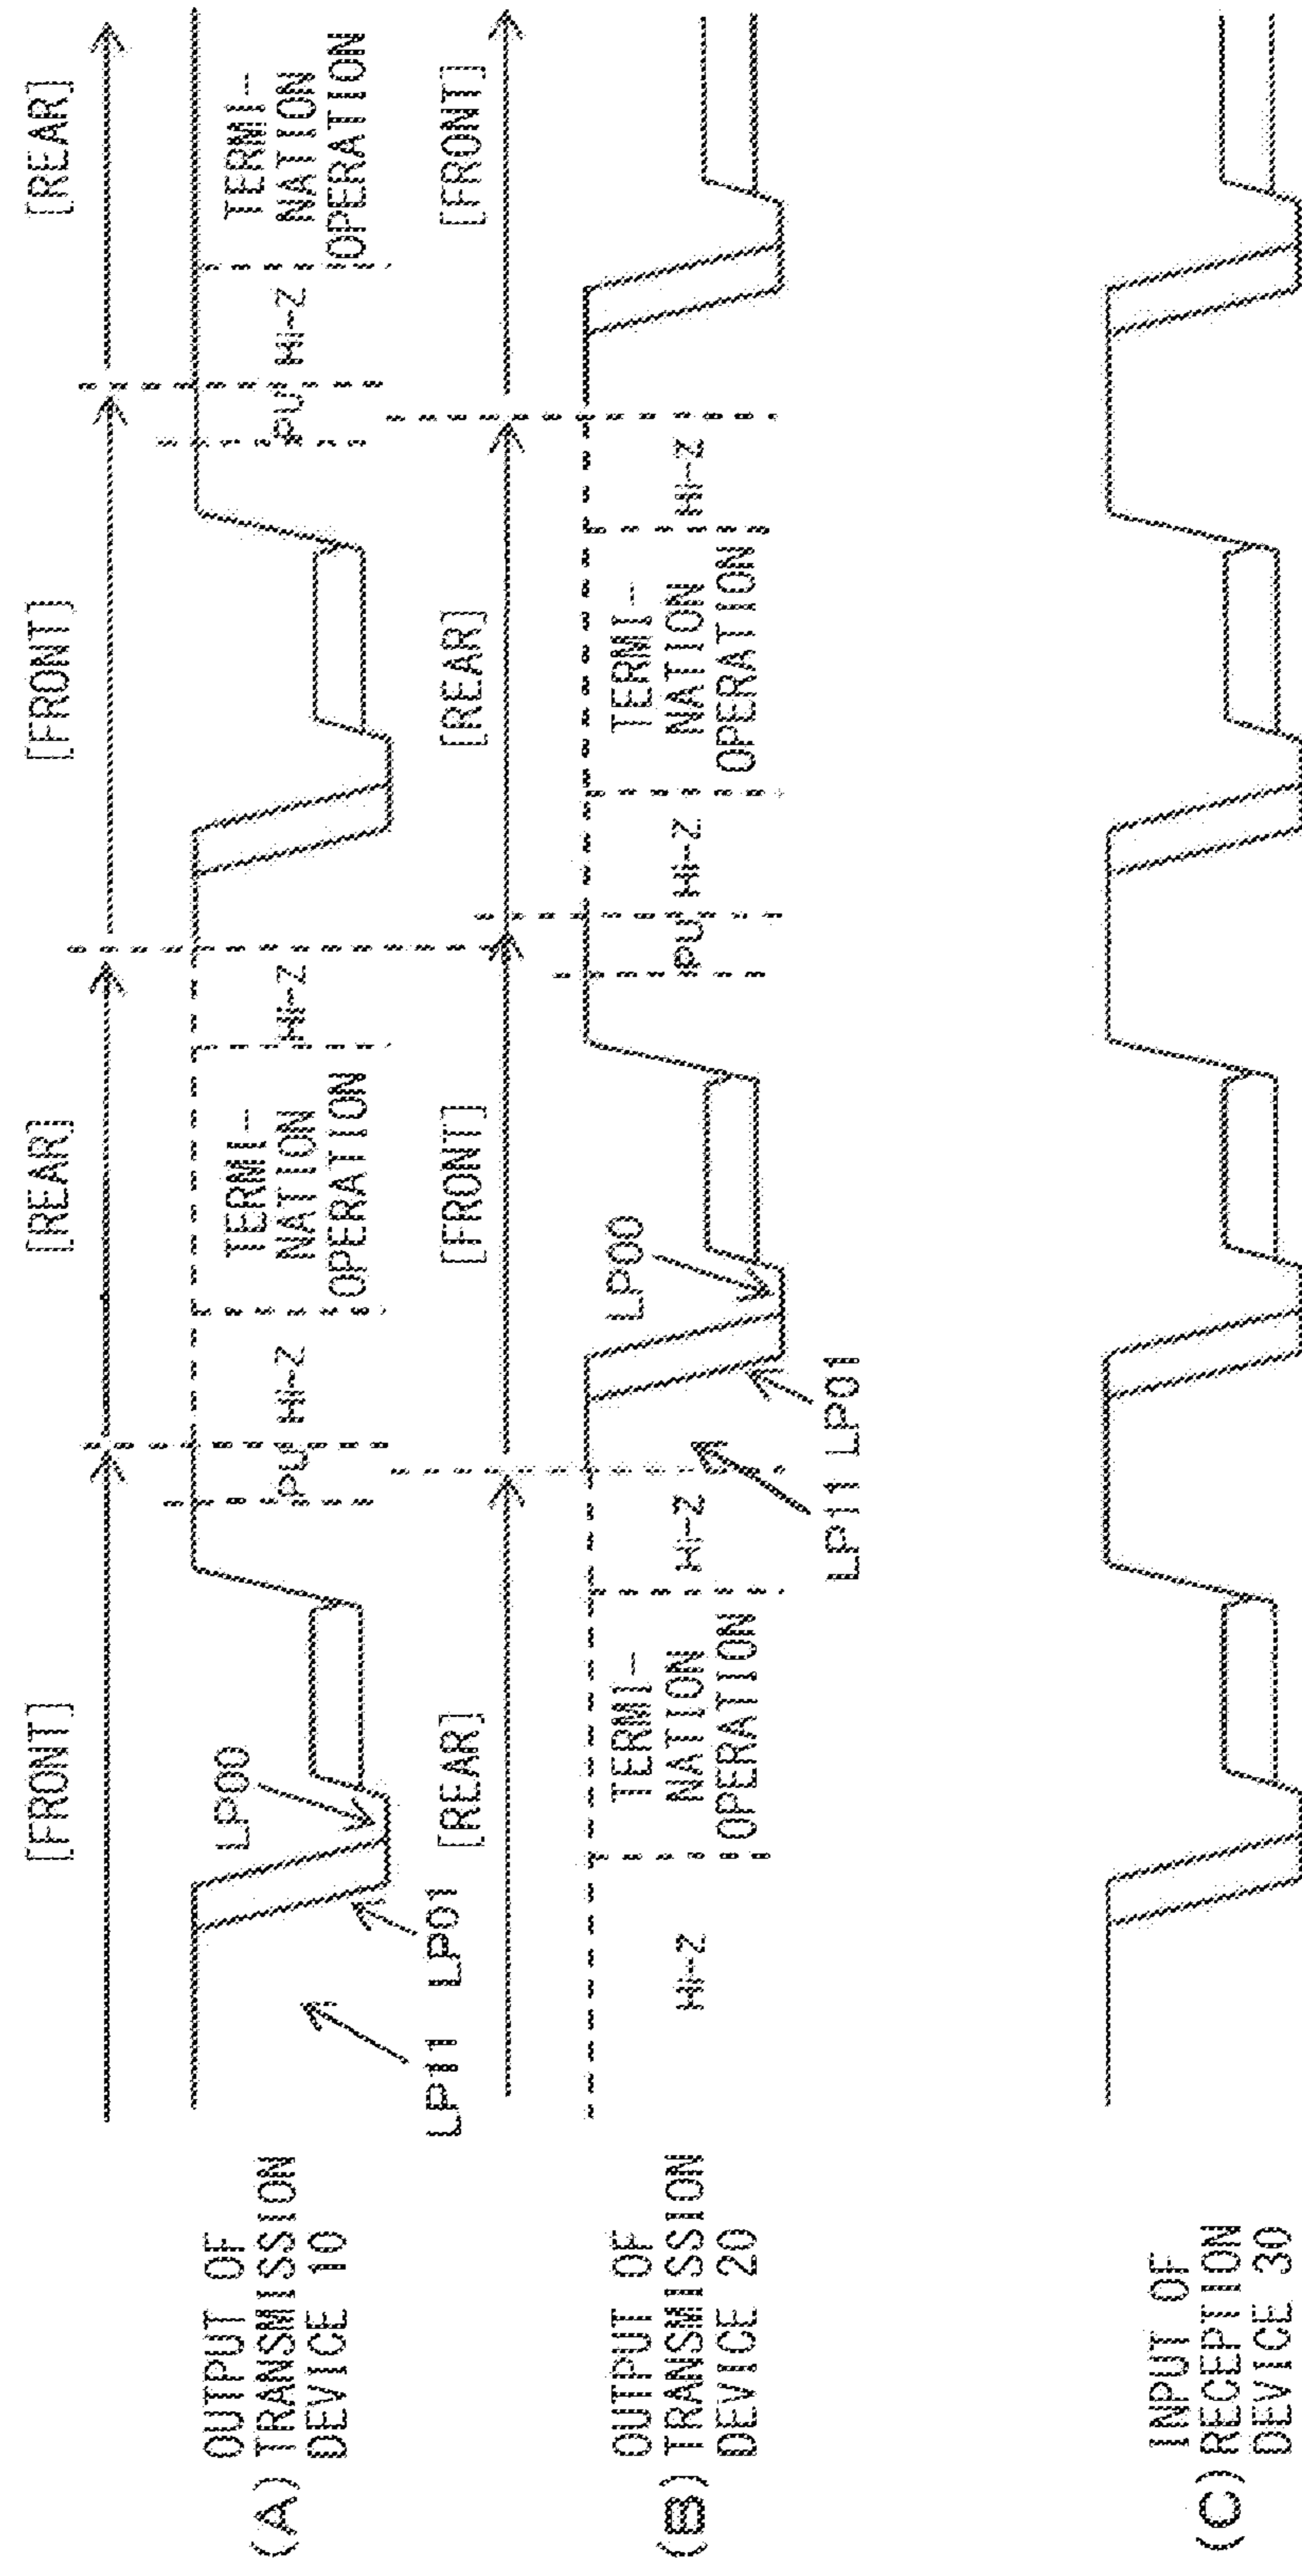 [FRONT]
[REAR]
[FRONT]
[REAR]
(A)
OUTPUT OF
TRANSMISSION
DEVICE 10
LP11
LP01
LP00
PU
HI-Z
TERMI-
NATION
OPERATION
HI-Z
PU
HI-Z
TERMI-
NATION
OPERATION
[REAR]
[FRONT]
[REAR]
[FRONT]
(B)
OUTPUT OF
TRANSMISSION
DEVICE 20
HI-Z
TERMI-
NATION
OPERATION
HI-Z
LP11
LP01
LP00
PU
HI-Z
TERMI-
NATION
OPERATION
HI-Z
(C)
INPUT OF
RECEPTION
DEVICE 30